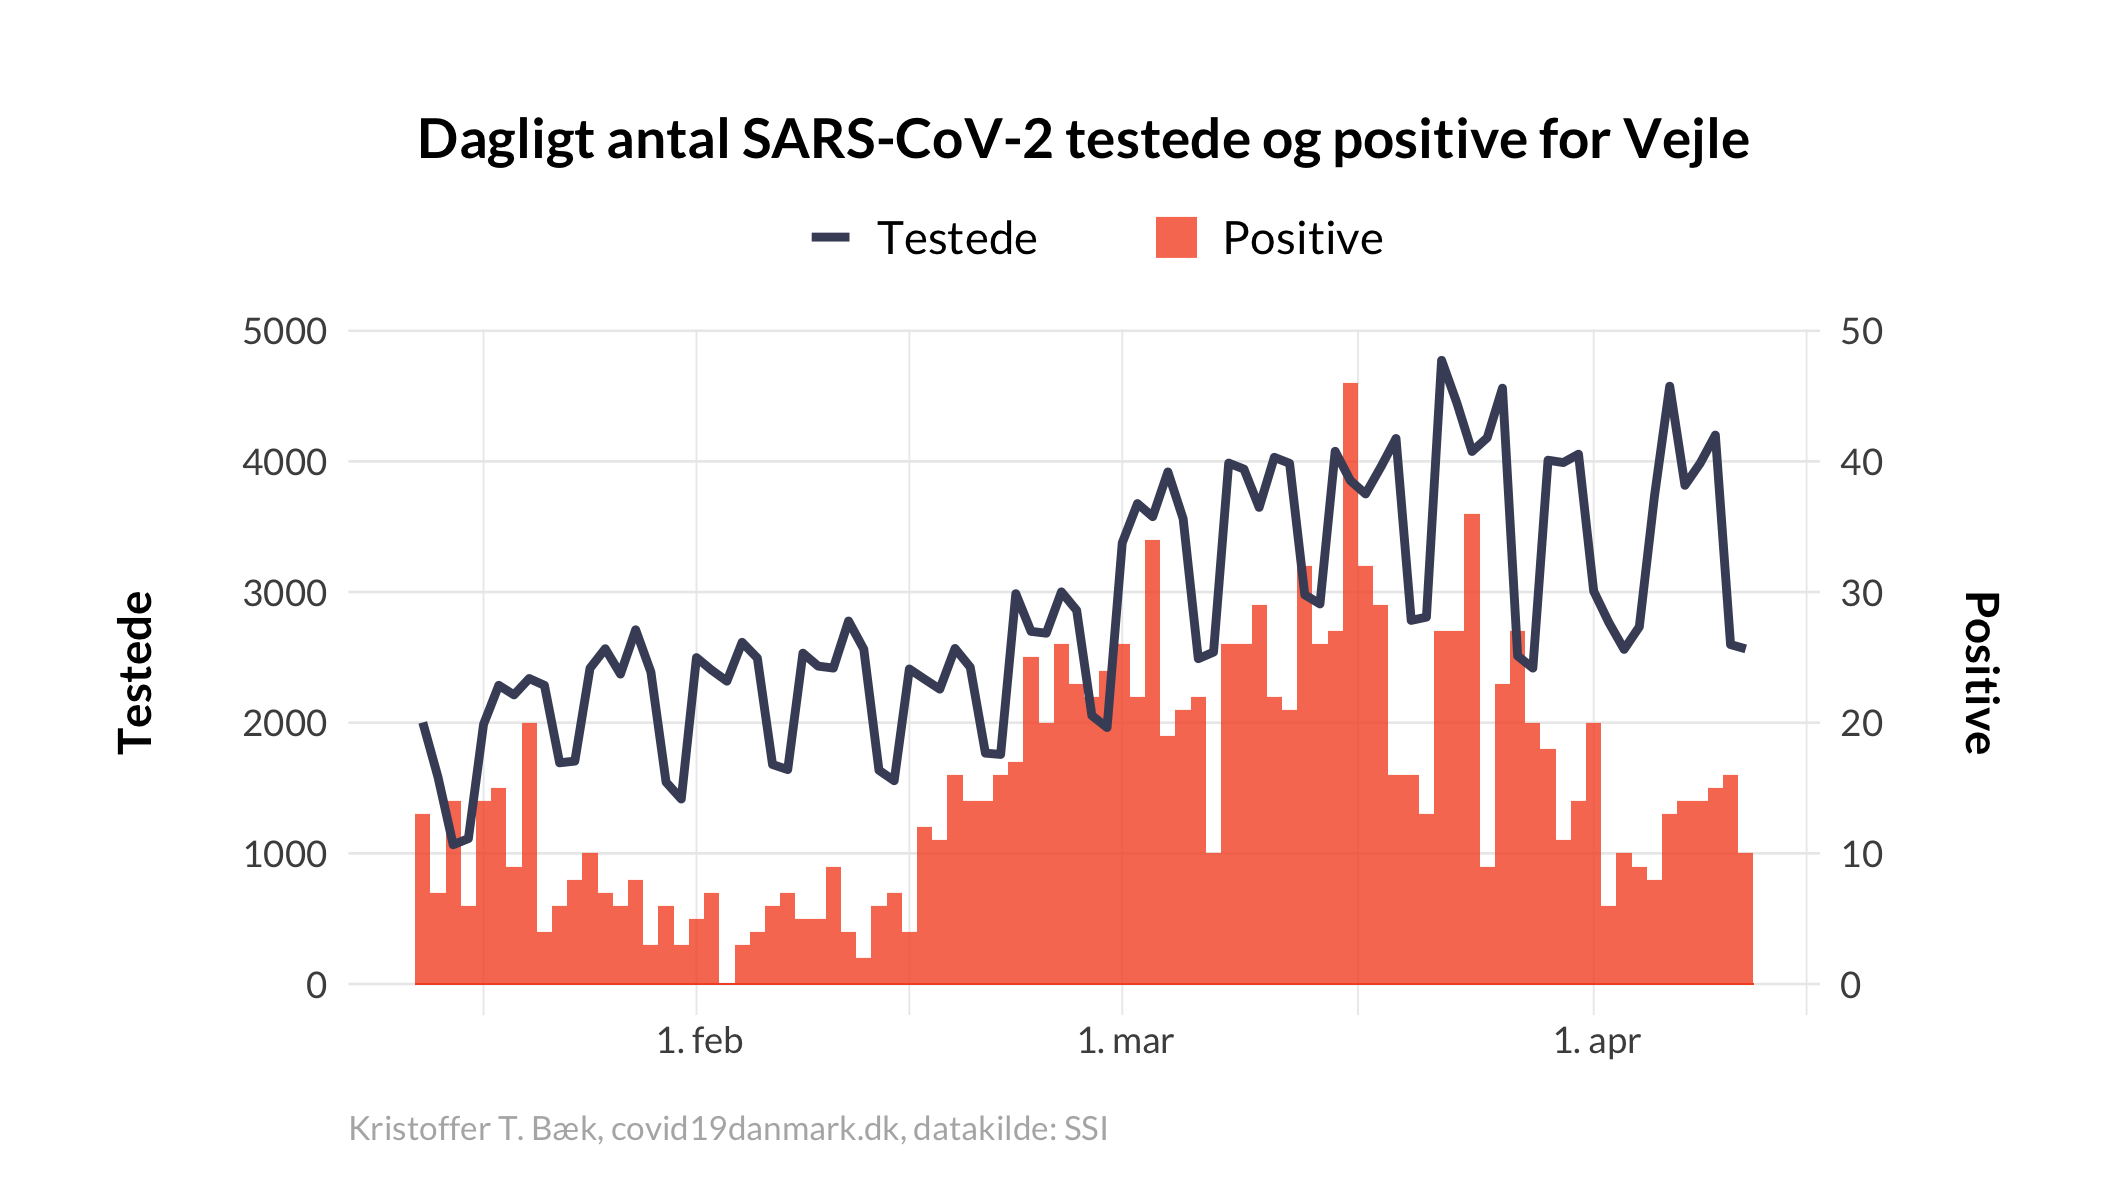 Dagligt antal SARS-CoV-2 testede og positive for Vejle
Testede
Positive
5000
4000
3000
2000
1000
0
Testede
50
40
30
20
10
0
Positive
1. feb
1. mar
1. apr
Kristoffer T. Bæk, covid19danmark.dk, datakilde: SSI